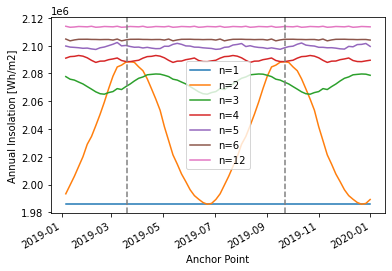 1e6
2.12
2.10
2.08
2.06
2.04
2.02
2.00
1.98
Annual Insolation [Wh/m2]
n=1
n=2
n=3
n=4
n=5
n=6
n=12
2019-01
2019-03
2019-05
2019-07
2019-09
2019-11
2020-01
Anchor Point